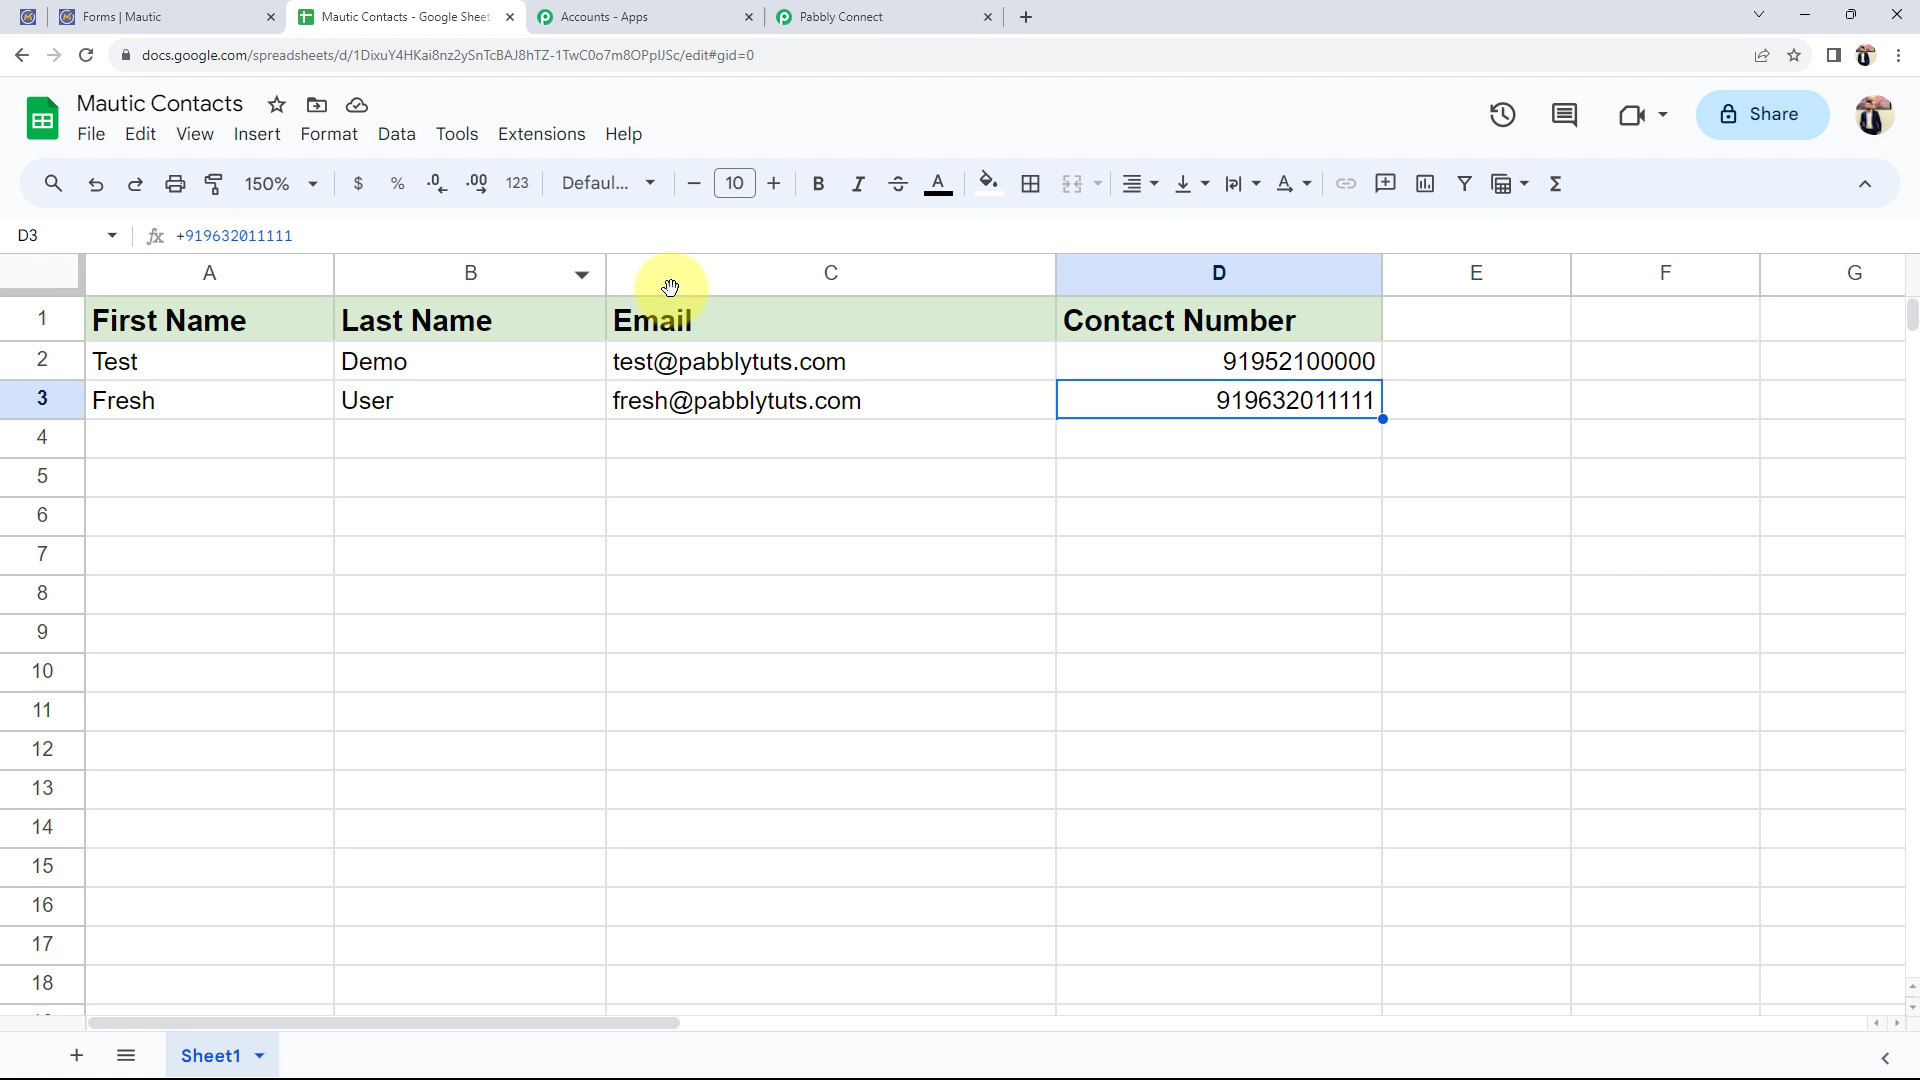 Forms | Mautic
Mautic Contacts - Google Sheet
Accounts - Apps
Pabbly Connect
docs.google.com/spreadsheets/d/1DixuY4HKai8nz2ySnTcBAJ8hTZ-1TwC0o7m8OPpIJSc/edit#gid=0
Mautic Contacts
File Edit View Insert Format Data Tools Extensions Help
Share
150% $ % .0 .00 123 Defaul... 10 B I A
D3 fx +919632011111
A B C D E F G
1 First Name Last Name Email Contact Number
2 Test Demo test@pabblytuts.com 91952100000
3 Fresh User fresh@pabblytuts.com 919632011111
4
5
6
7
8
9
10
11
12
13
14
15
16
17
18
Sheet1